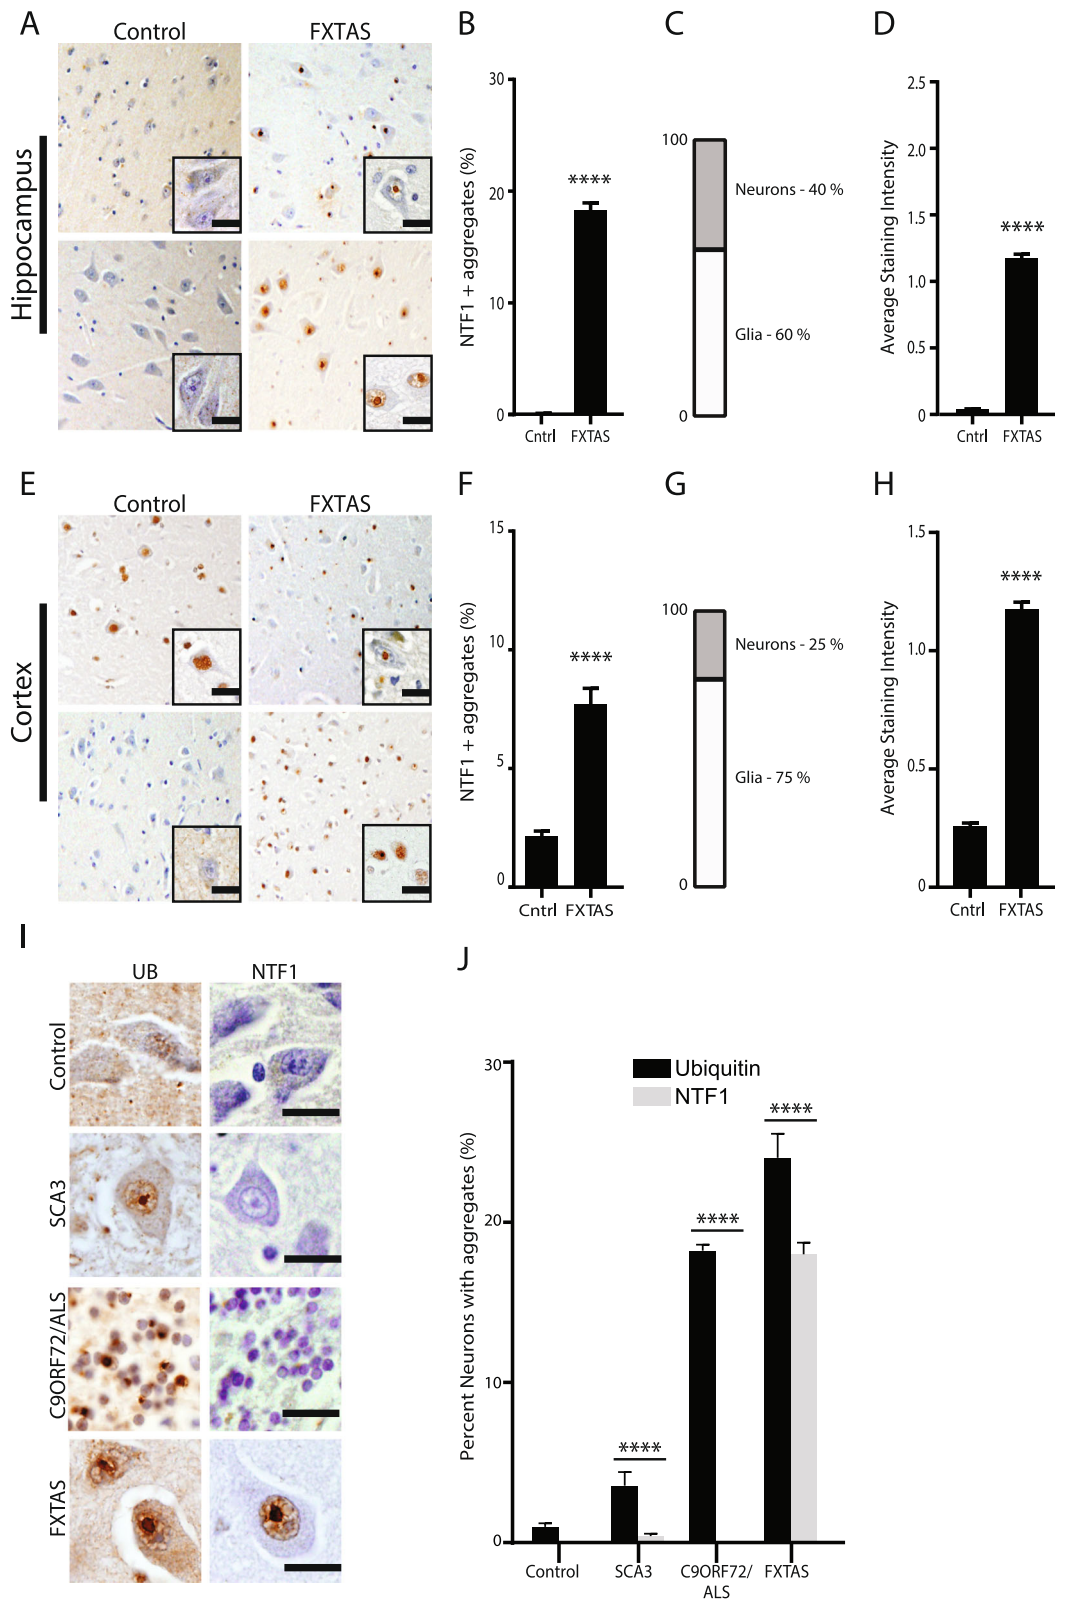 A
Control
FXTAS
Hippocampus
B
30
20
10
0
NTF1 + aggregates (%)
****
Cntrl
FXTAS
C
100
0
Neurons - 40 %
Glia - 60 %
D
2.5
2.0
1.5
1.0
0.5
0
Average Staining Intensity
****
Cntrl
FXTAS
E
Control
FXTAS
Cortex
F
15
10
5
0
NTF1 + aggregates (%)
****
Cntrl
FXTAS
G
100
0
Neurons - 25 %
Glia - 75 %
H
1.5
1.0
0.5
0
Average Staining Intensity
****
Cntrl
FXTAS
I
UB
NTF1
Control
SCA3
C9ORF72/ALS
FXTAS
J
Ubiquitin
NTF1
30
20
10
0
Percent Neurons with aggregates (%)
****
****
****
Control
SCA3
C9ORF72/
ALS
FXTAS